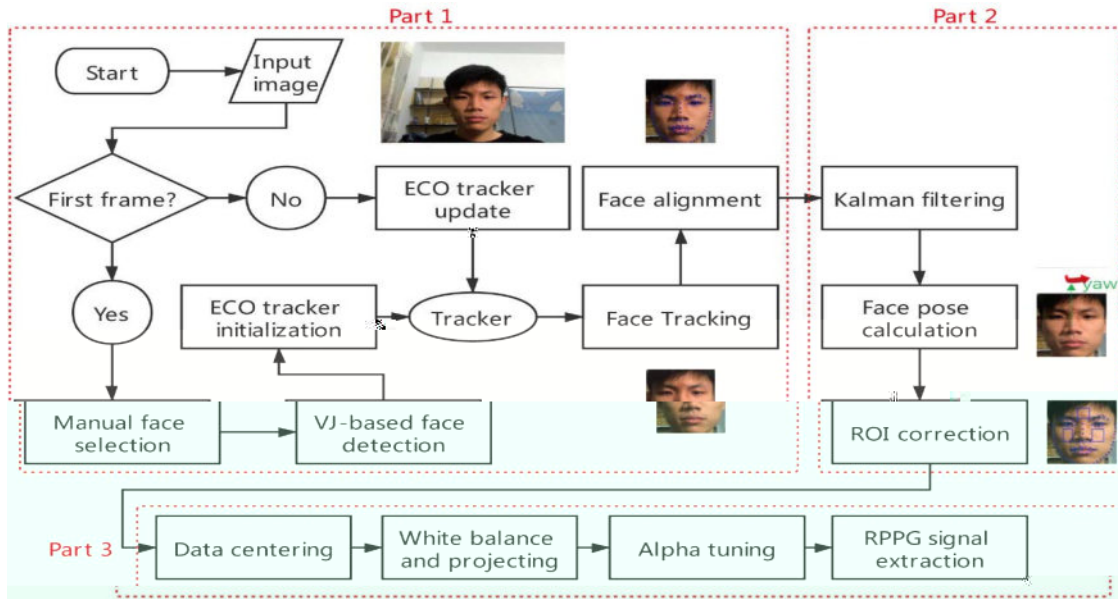 Part 1
Part 2
Start
Input
image
First frame?
No
ECO tracker
update
Face alignment
Kalman filtering
yaw
Yes
ECO tracker
initialization
Tracker
Face Tracking
Face pose
calculation
Manual face
selection
VJ-based face
detection
ROI correction
Part 3
Data centering
White balance
and projecting
Alpha tuning
RPPG signal
extraction